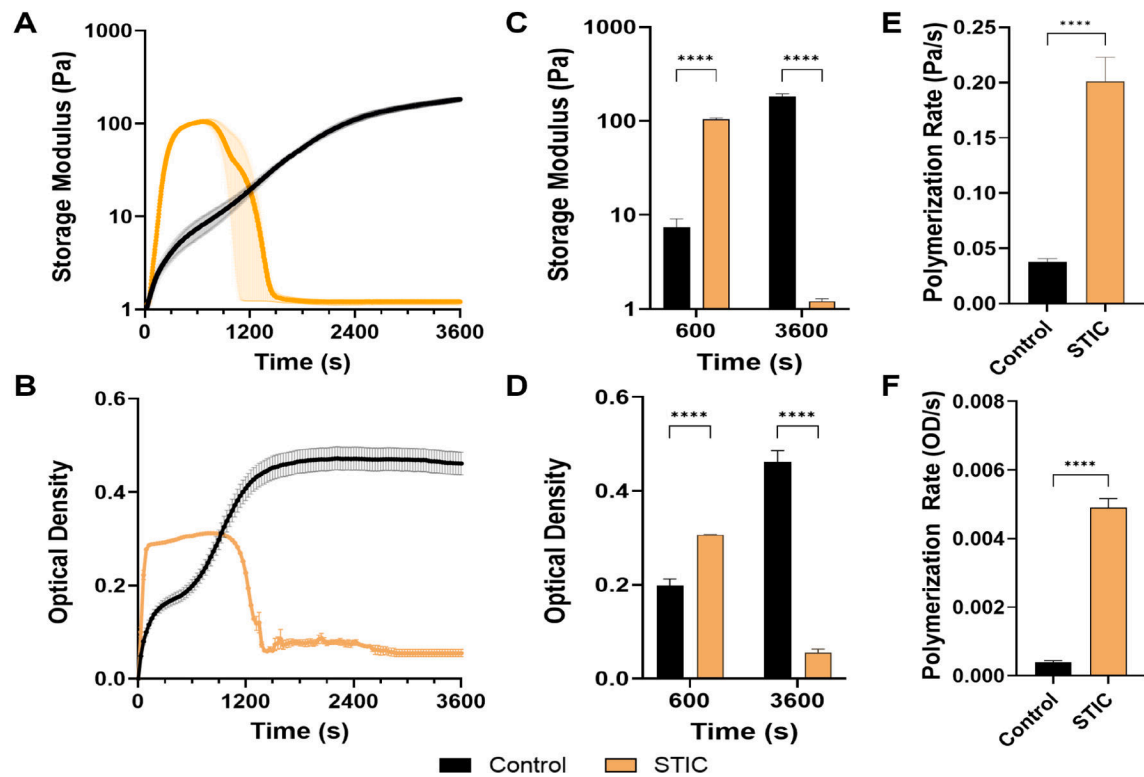 A
Storage Modulus (Pa)
1000
100
10
1
0
1200
2400
3600
Time (s)
B
Optical Density
0.6
0.4
0.2
0.0
0
1200
2400
3600
Time (s)
C
Storage Modulus (Pa)
1000
100
10
1
****
****
600
3600
Time (s)
D
Optical Density
0.6
0.4
0.2
0.0
****
****
600
3600
Time (s)
E
Polymerization Rate (Pa/s)
0.25
0.20
0.15
0.10
0.05
0.00
****
Control
STIC
F
Polymerization Rate (OD/s)
0.008
0.006
0.004
0.002
0.000
****
Control
STIC
Control
STIC